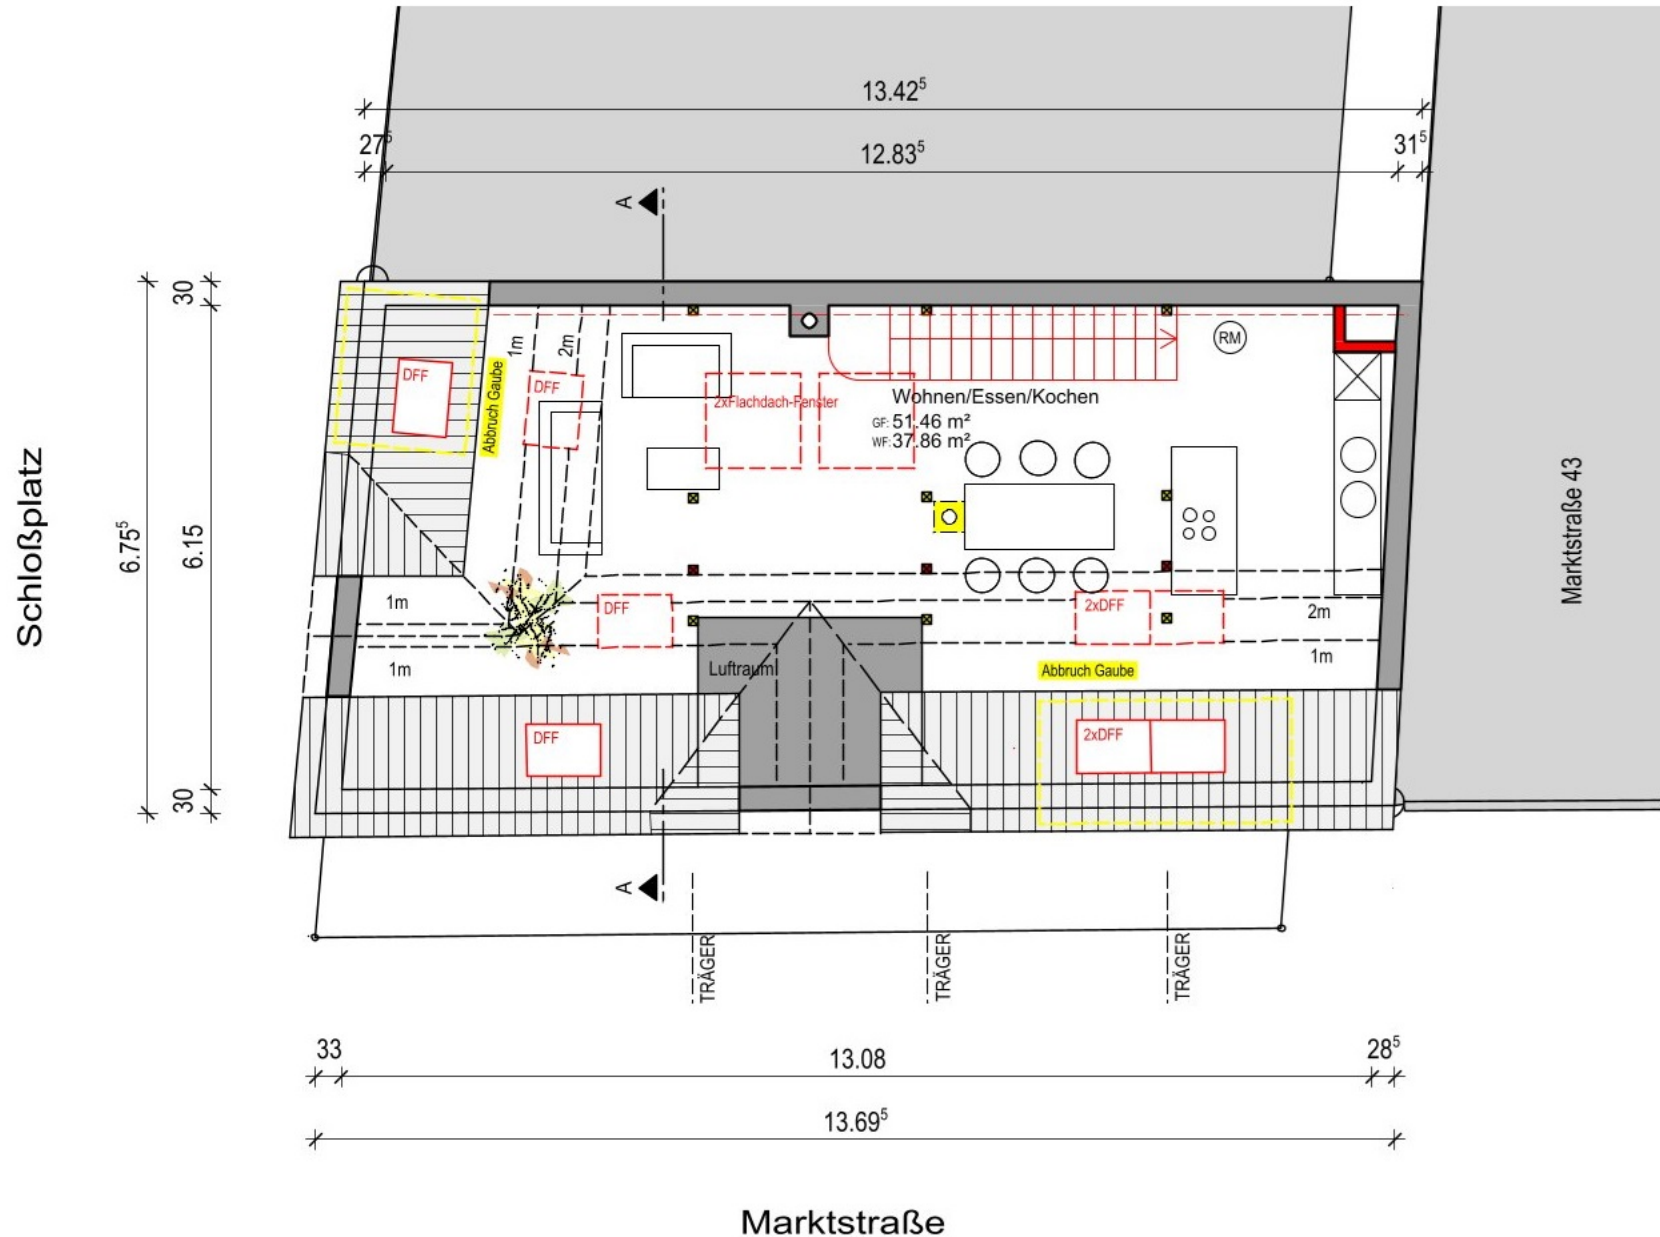 13.42⁵
27⁵
12.83⁵
31⁵
A
30
1m
2m
RM
DFF
DFF
Abbruch Gaube
2xFlachdach-Fenster
Wohnen/Essen/Kochen
GF: 51.46 m²
WF: 37.86 m²
Schloßplatz
6.75⁵
6.15
Marktstraße 43
1m
DFF
2xDFF
2m
1m
Luftraum
Abbruch Gaube
1m
DFF
2xDFF
30
A
TRÄGER
TRÄGER
TRÄGER
33
13.08
28⁵
13.69⁵
Marktstraße